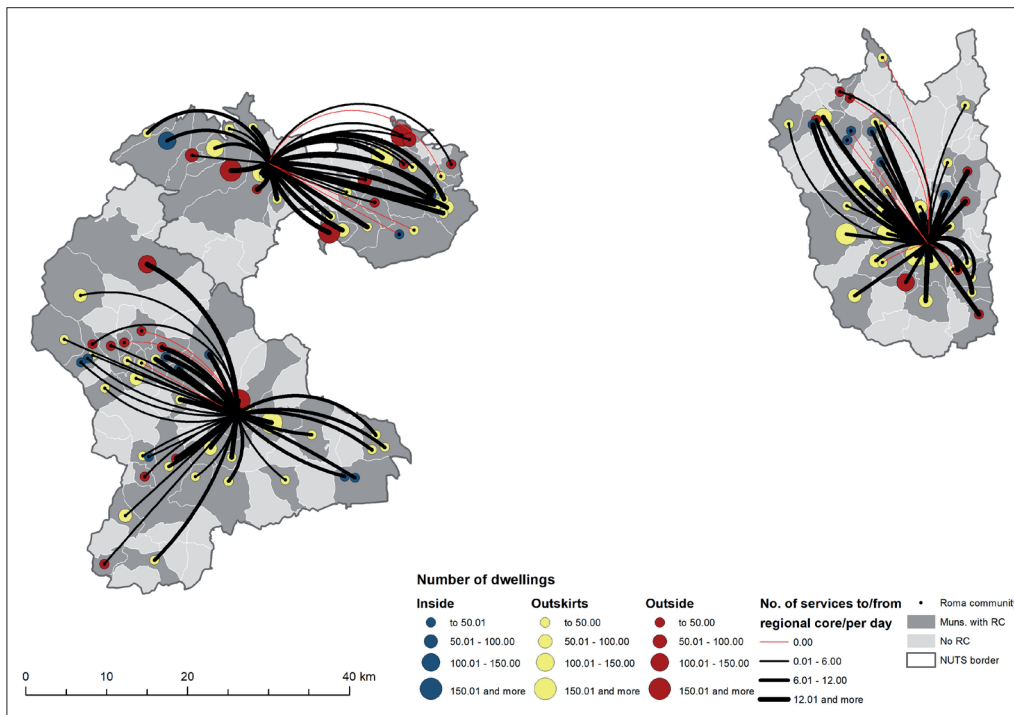 Number of dwellings
Inside
to 50.01
50.01 - 100.00
100.01 - 150.00
150.01 and more
Outskirts
to 50.00
50.01 - 100.00
100.01 - 150.00
150.01 and more
Outside
to 50.00
50.01 - 100.00
100.01 - 150.00
150.01 and more
No. of services to/from
regional core/per day
0.00
0.01 - 6.00
6.01 - 12.00
12.01 and more
Roma community
Muns. with RC
No RC
NUTS border
0 10 20 40 km